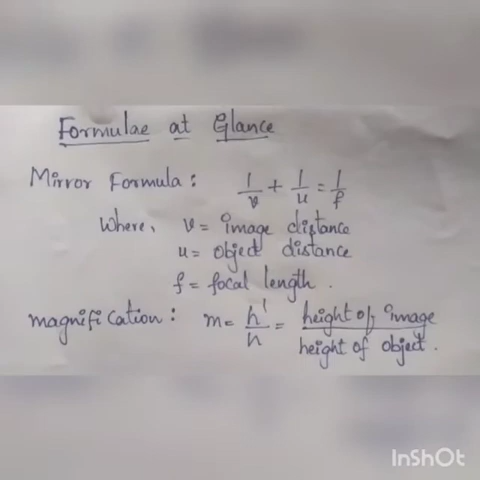 Formulae at Glance
Mirror Formula: 1/v + 1/u = 1/f
Where, v = image distance
u = object distance
f = focal length.
magnification: m = h'/h = height of image/height of object.
InShOt